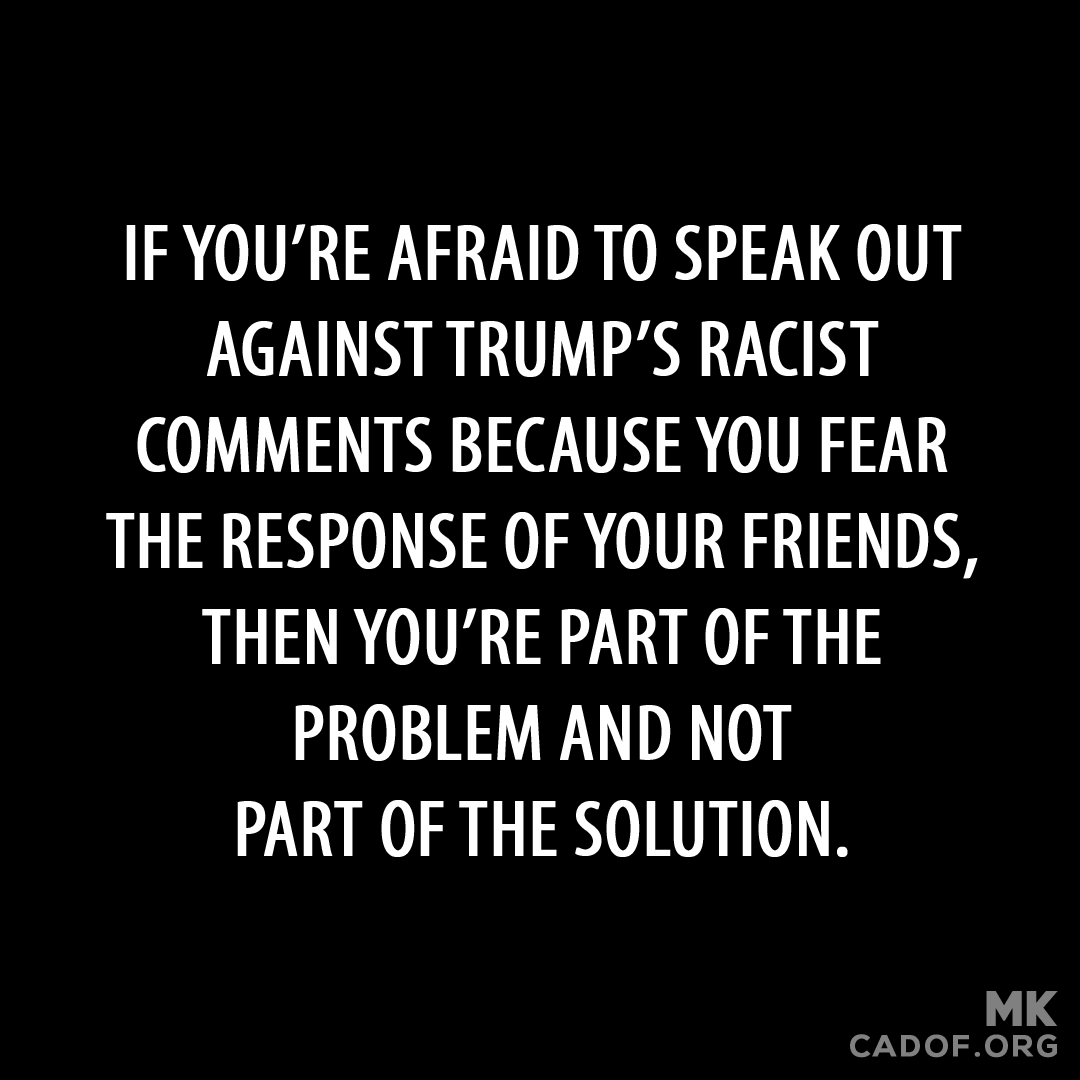 IF YOU’RE AFRAID TO SPEAK OUT
AGAINST TRUMP’S RACIST
COMMENTS BECAUSE YOU FEAR
THE RESPONSE OF YOUR FRIENDS,
THEN YOU’RE PART OF THE
PROBLEM AND NOT
PART OF THE SOLUTION.
MK
CADOF.ORG